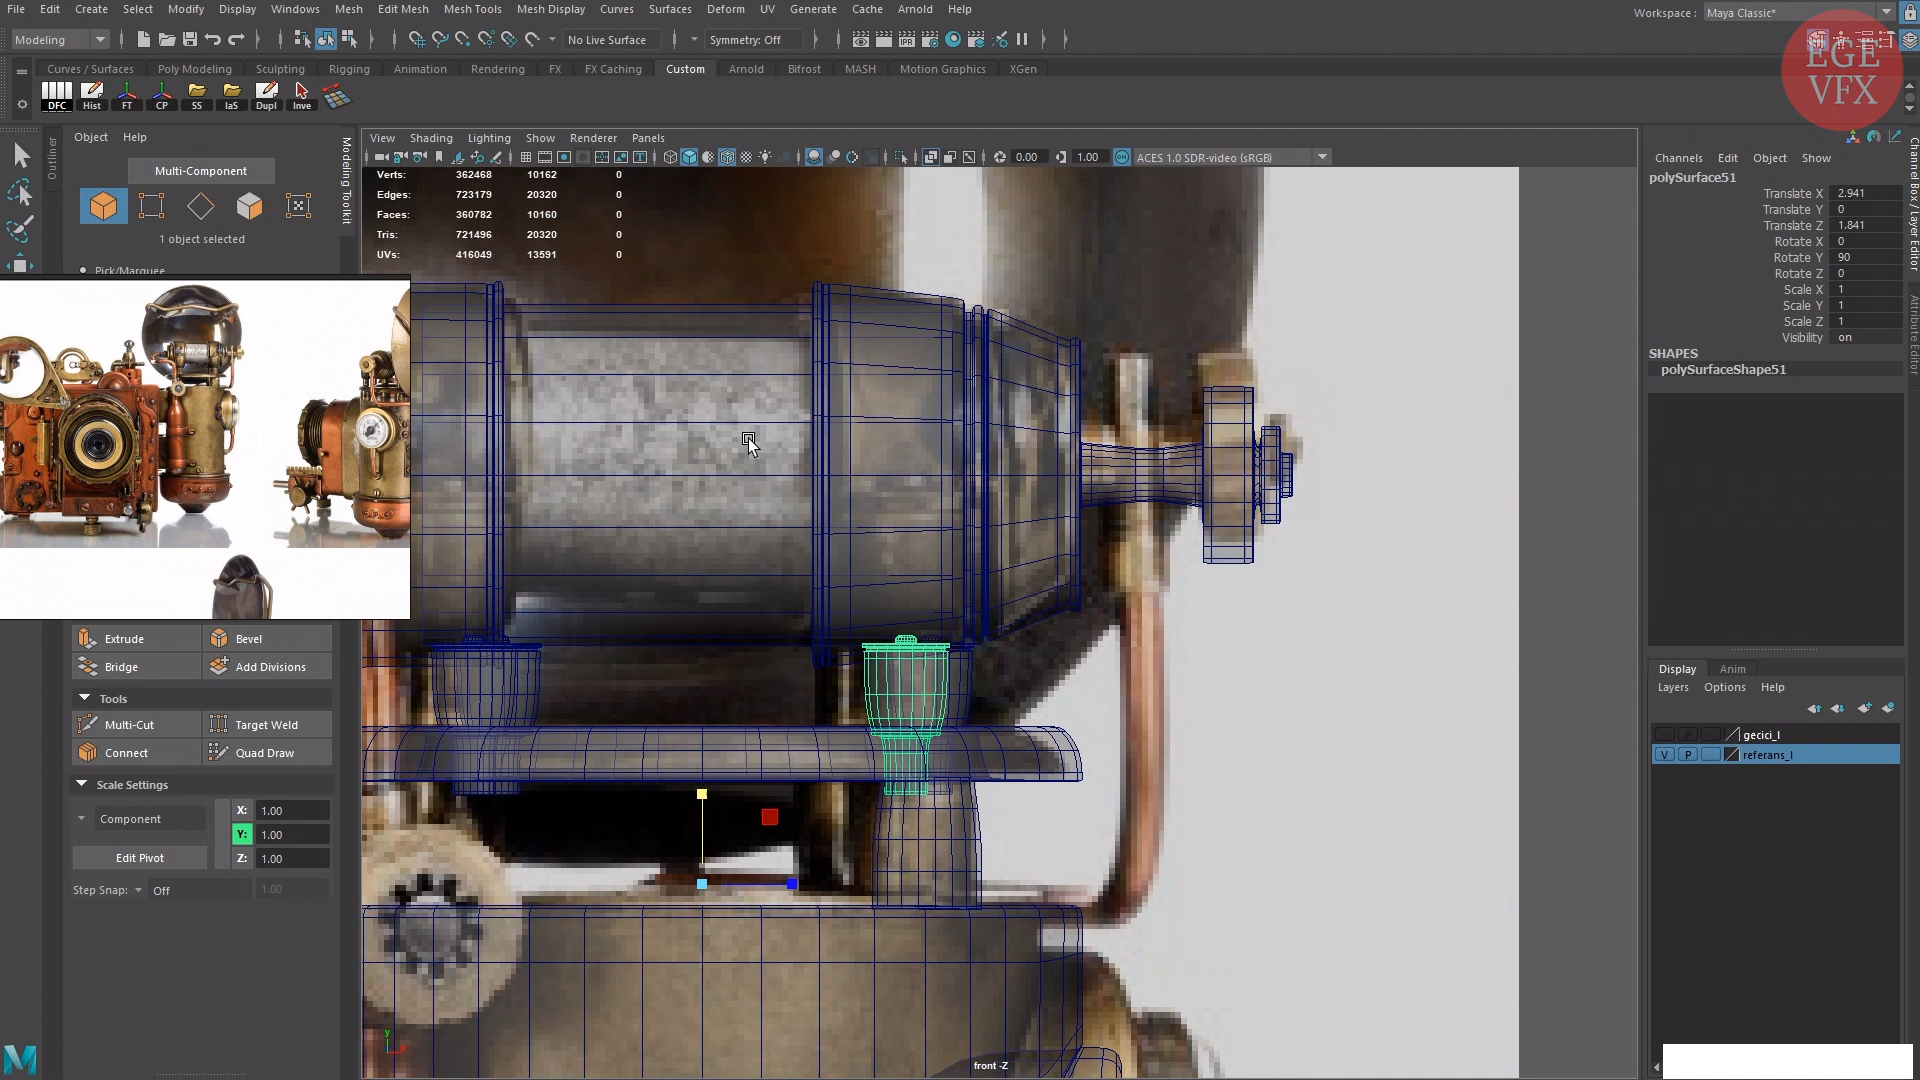 File Edit Create Select Modify Display Windows Mesh Edit Mesh Mesh Tools Mesh Display Curves Surfaces Deform UV Generate Cache Arnold Help
Workspace : Maya Classic*
Modeling
No Live Surface
Symmetry: Off
EGE
VFX
Curves / Surfaces Poly Modeling Sculpting Rigging Animation Rendering FX FX Caching Custom Arnold Bifrost MASH Motion Graphics XGen
DFC Hist FT CP SS IaS Dupl Inve
IPR
Object Help
Outliner
Modeling Toolkit
Multi-Component
1 object selected
Pick/Marquee
View Shading Lighting Show Renderer Panels
0.00 1.00 ON ACES 1.0 SDR-video (sRGB)
Verts: 362468 10162 0
Edges: 723179 20320 0
Faces: 360782 10160 0
Tris: 721496 20320 0
UVs: 416049 13591 0
Extrude Bevel
Bridge Add Divisions
Tools
Multi-Cut Target Weld
Connect Quad Draw
Scale Settings
Component
X: 1.00
Y: 1.00
Edit Pivot
Z: 1.00
Step Snap: Off 1.00
y
x
front -Z
Channels Edit Object Show
polySurface51
Translate X 2.941
Translate Y 0
Translate Z 1.841
Rotate X 0
Rotate Y 90
Rotate Z 0
Scale X 1
Scale Y 1
Scale Z 1
Visibility on
SHAPES
polySurfaceShape51
Channel Box / Layer Editor
Attribute Editor
Display Anim
Layers Options Help
P gecici_l
V P referans_l
M